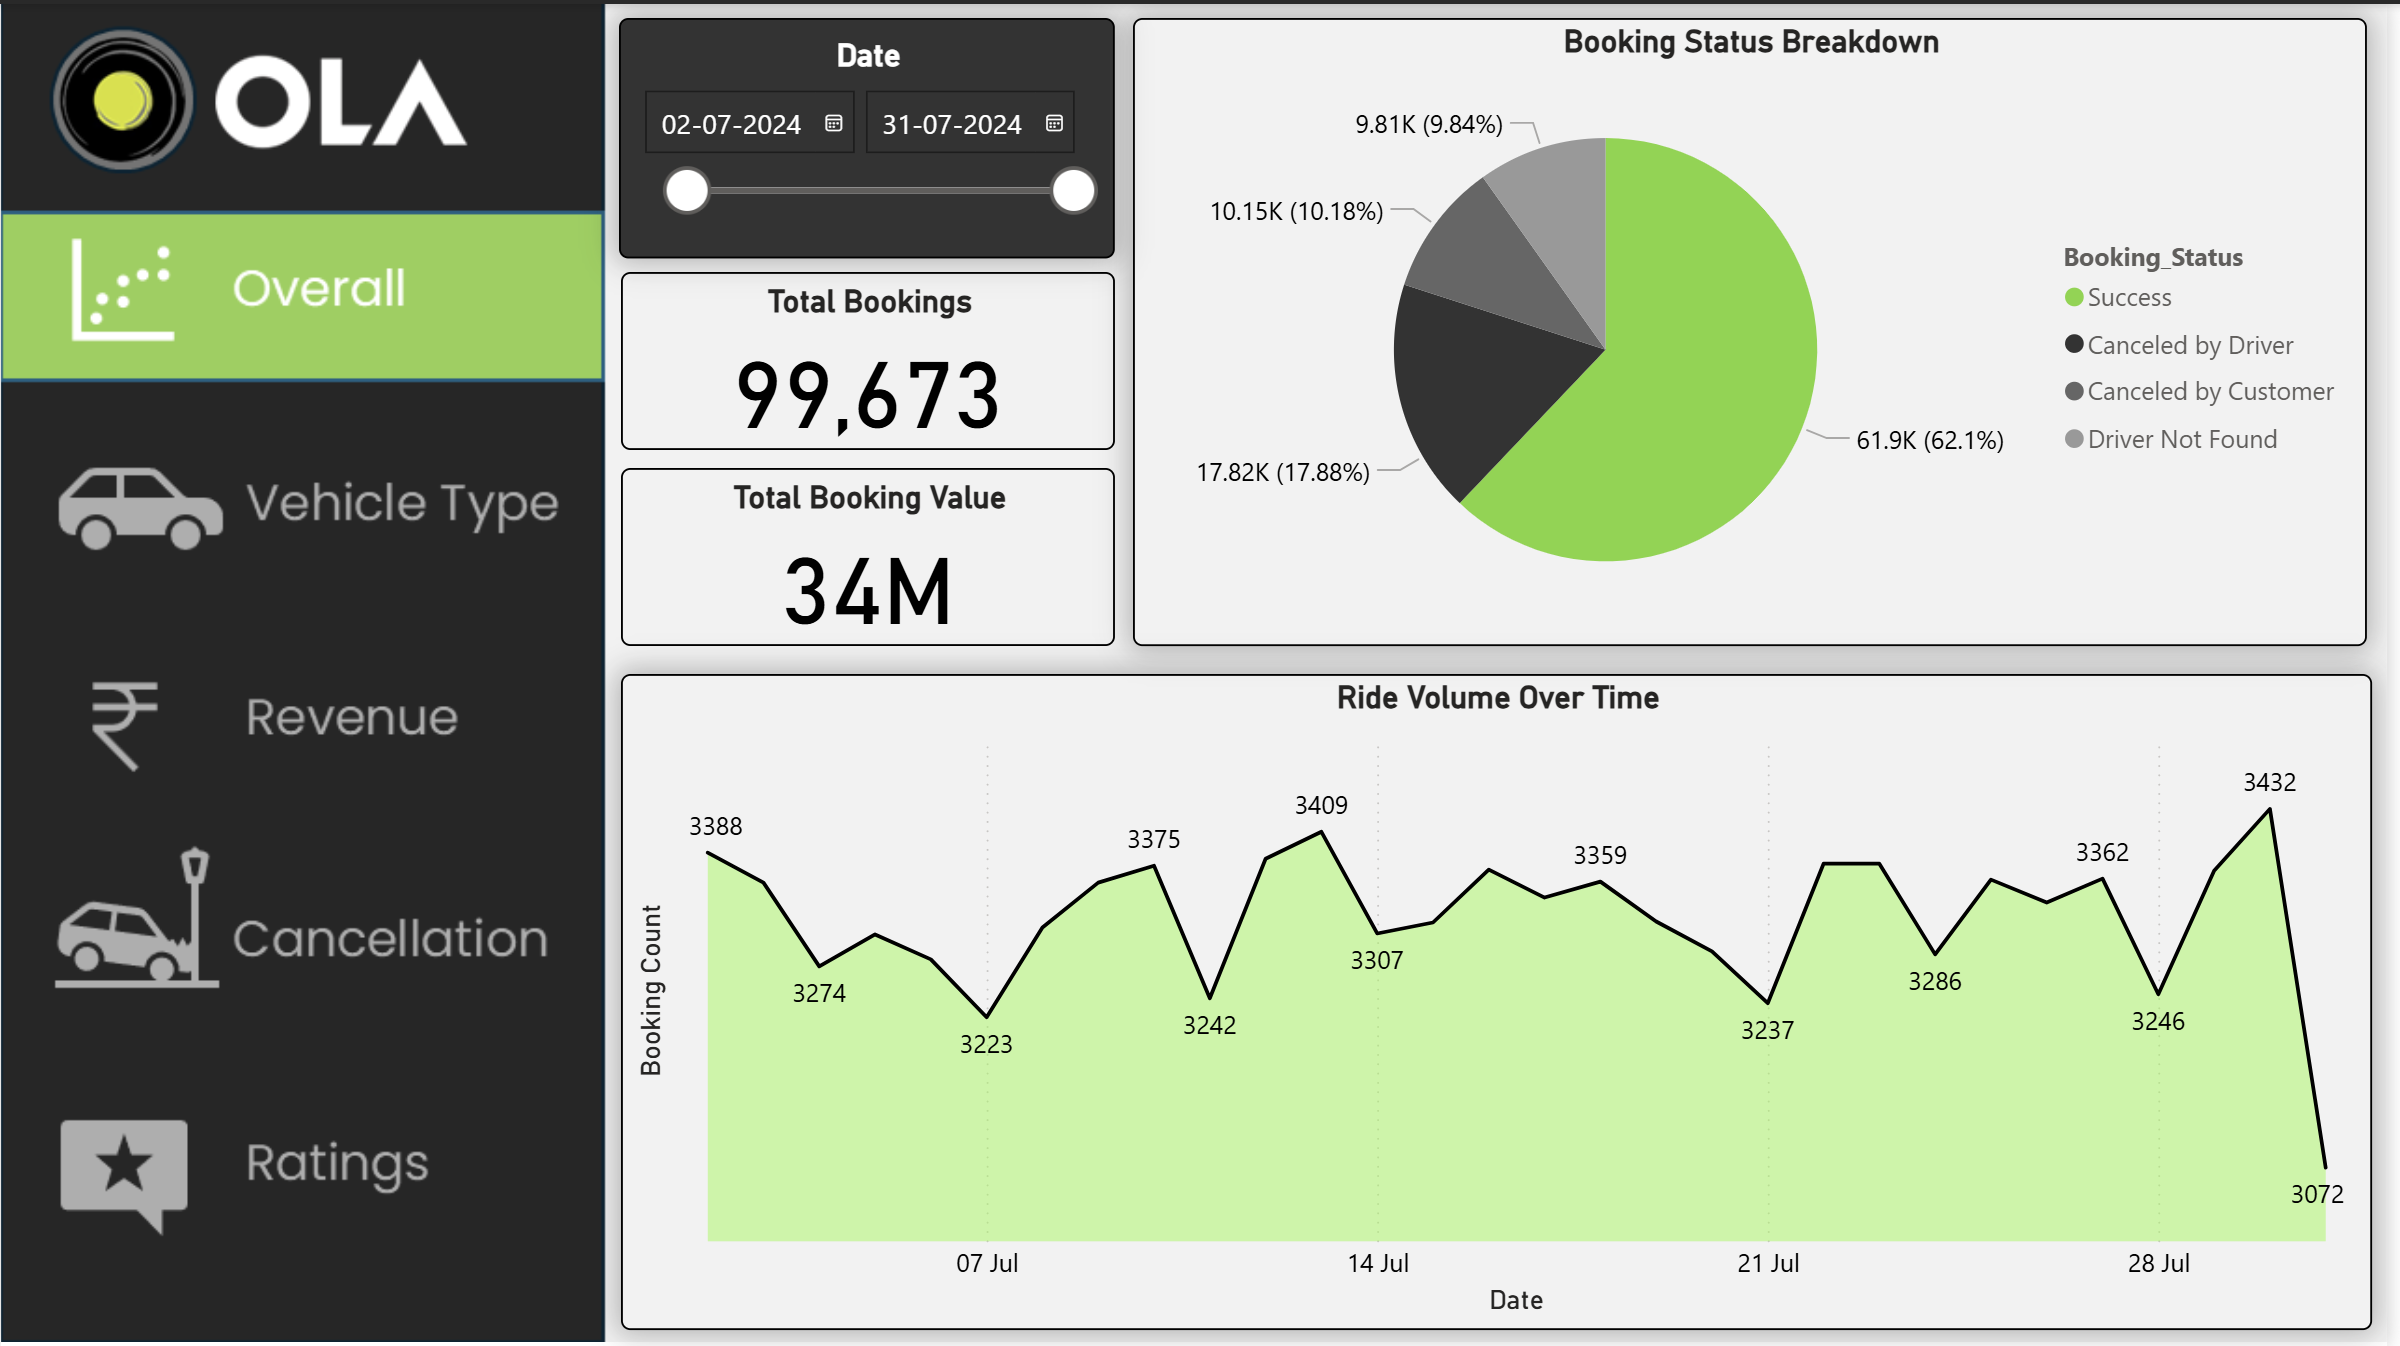 OLA
Overall
Vehicle Type
Revenue
Cancellation
Ratings
Date
02-07-2024 31-07-2024
Total Bookings
99,673
Total Booking Value
34M
Booking Status Breakdown
9.81K (9.84%)
10.15K (10.18%)
17.82K (17.88%)
61.9K (62.1%)
Booking_Status
Success
Canceled by Driver
Canceled by Customer
Driver Not Found
Ride Volume Over Time
Booking Count
3388
3274
3223
3375
3242
3409
3307
3359
3237
3286
3362
3246
3432
3072
07 Jul 14 Jul 21 Jul 28 Jul
Date